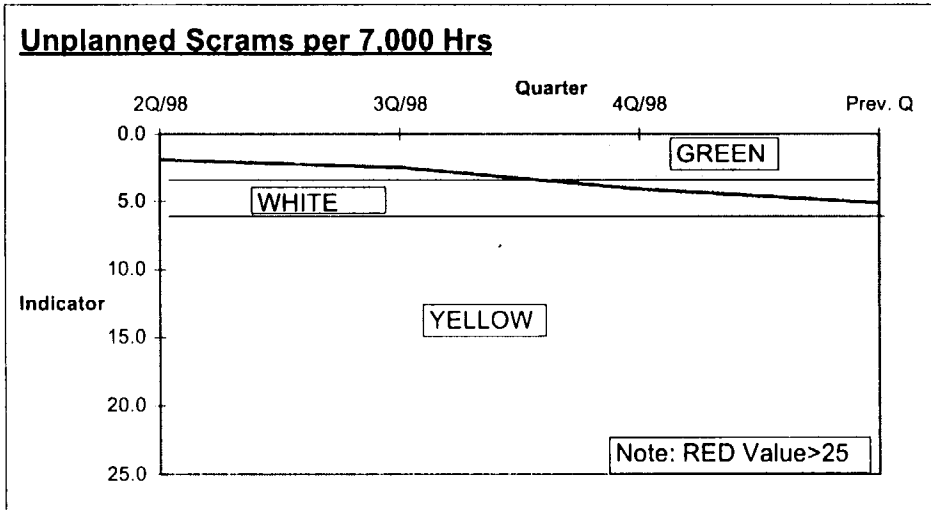 Unplanned Scrams per 7,000 Hrs
Quarter
2Q/98 3Q/98 4Q/98 Prev. Q
0.0
GREEN
5.0
WHITE
10.0
Indicator
YELLOW
15.0
20.0
Note: RED Value>25
25.0